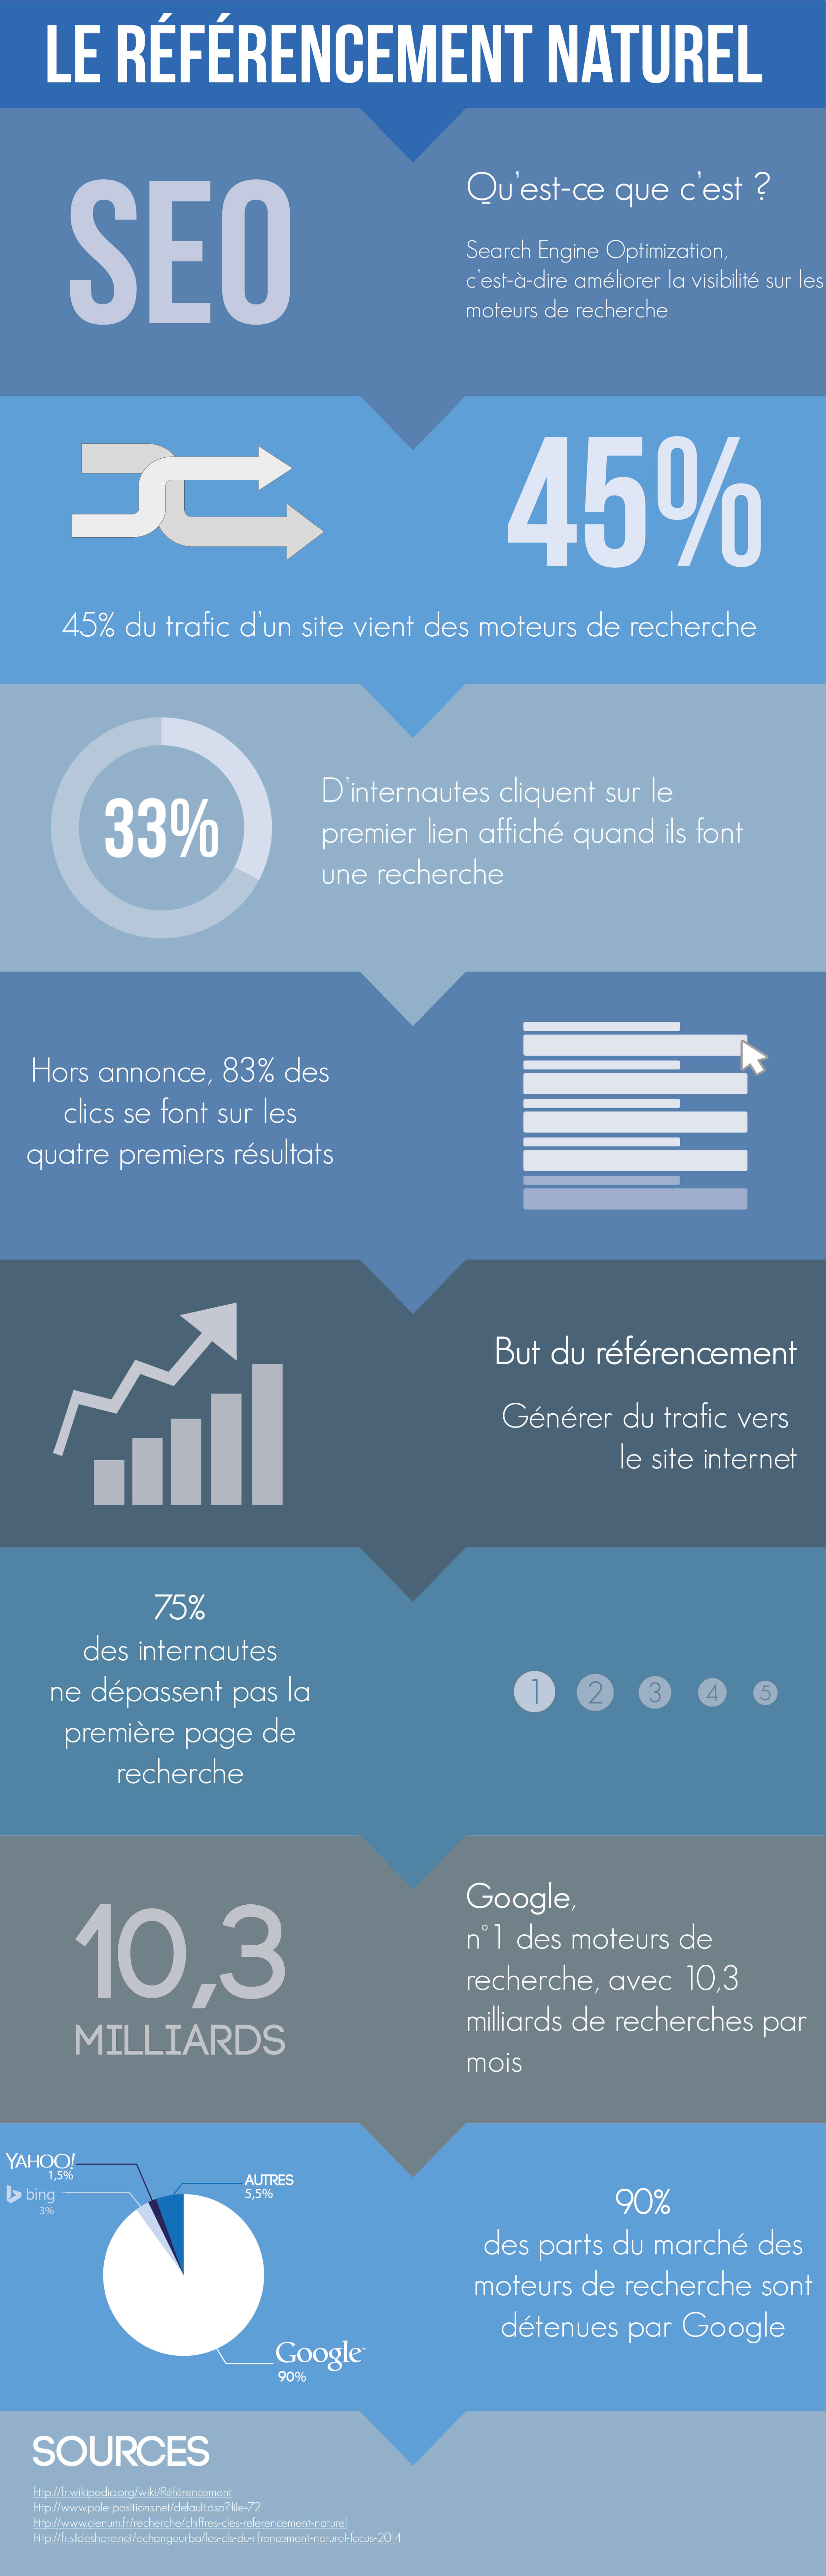 LE RÉFÉRENCEMENT NATUREL
SEO
Qu'est-ce que c'est ?
Search Engine Optimization,
c'est-à-dire améliorer la visibilité sur les
moteurs de recherche
45%
45% du trafic d'un site vient des moteurs de recherche
33%
D'internautes cliquent sur le
premier lien affiché quand ils font
une recherche
Hors annonce, 83% des
clics se font sur les
quatre premiers résultats
But du référencement
Générer du trafic vers
le site internet
75%
des internautes
ne dépassent pas la
première page de
recherche
1 2 3 4 5
10,3
MILLIARDS
Google,
n°1 des moteurs de
recherche, avec 10,3
milliards de recherches par
mois
YAHOO!
1,5%
bing
3%
AUTRES
5,5%
Google™
90%
90%
des parts du marché des
moteurs de recherche sont
détenues par Google
SOURCES
http://fr.wikipedia.org/wiki/Référencement
http://www.pole-positions.net/default.asp?file=72
http://www.cienum.fr/recherche/chiffres-cles-referencement-naturel
http://fr.slideshare.net/echangeurba/les-cls-du-rfrencement-naturel-focus-2014